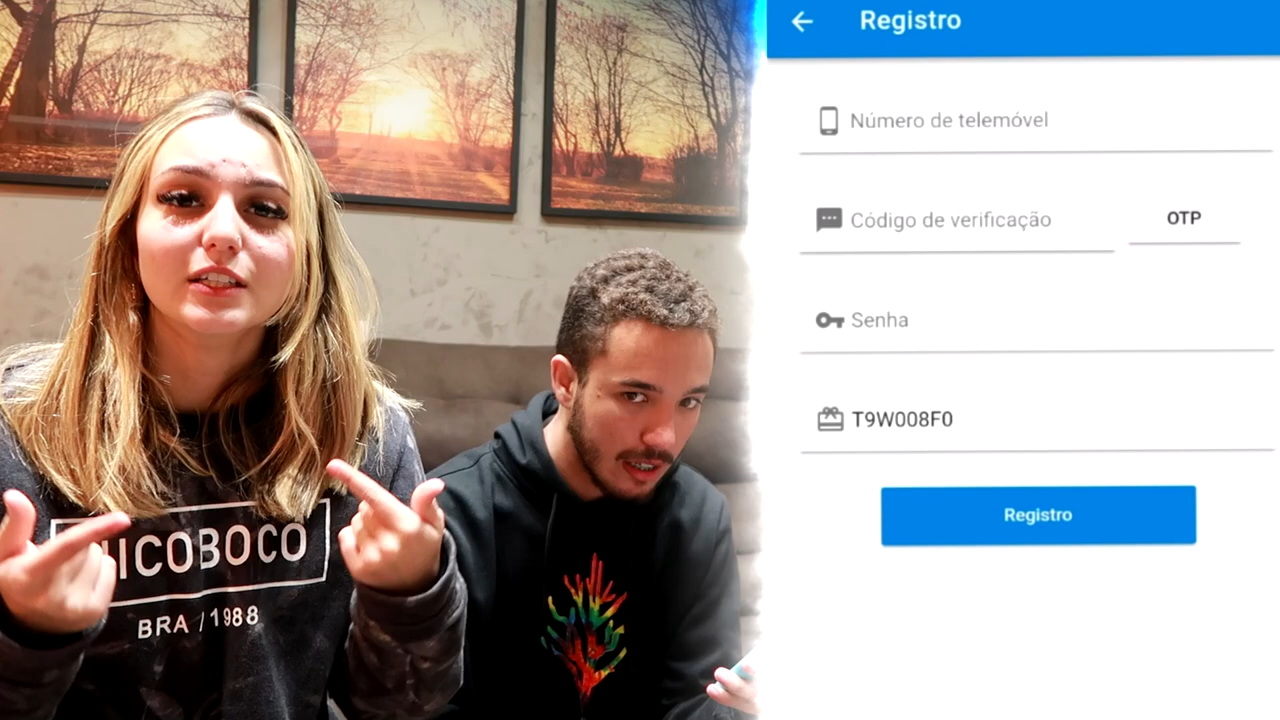 ICOBOCO
BRA / 1988
Registro
Número de telemóvel
Código de verificação
OTP
Senha
T9W008F0
Registro